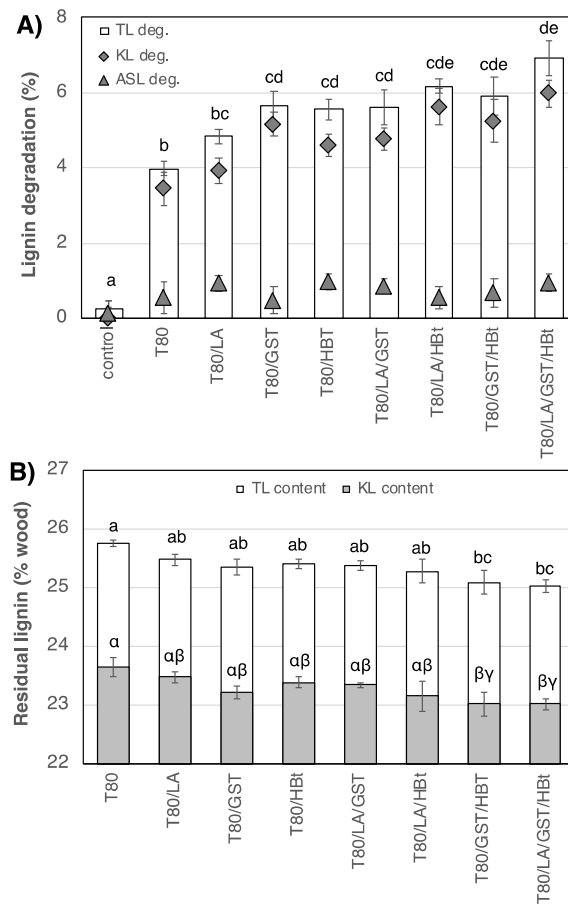 A)
Lignin degradation (%)
8
6
4
2
0
TL deg.
KL deg.
ASL deg.
a
b
bc
cd
cd
cd
cde
cde
de
control
T80
T80/LA
T80/GST
T80/HBT
T80/LA/GST
T80/LA/HBt
T80/GST/HBt
T80/LA/GST/HBt
B)
Residual lignin (% wood)
27
26
25
24
23
22
TL content KL content
a
ab
ab
ab
ab
ab
bc
bc
α
αβ
αβ
αβ
αβ
αβ
βγ
βγ
T80
T80/LA
T80/GST
T80/HBt
T80/LA/GST
T80/LA/HBt
T80/GST/HBT
T80/LA/GST/HBt